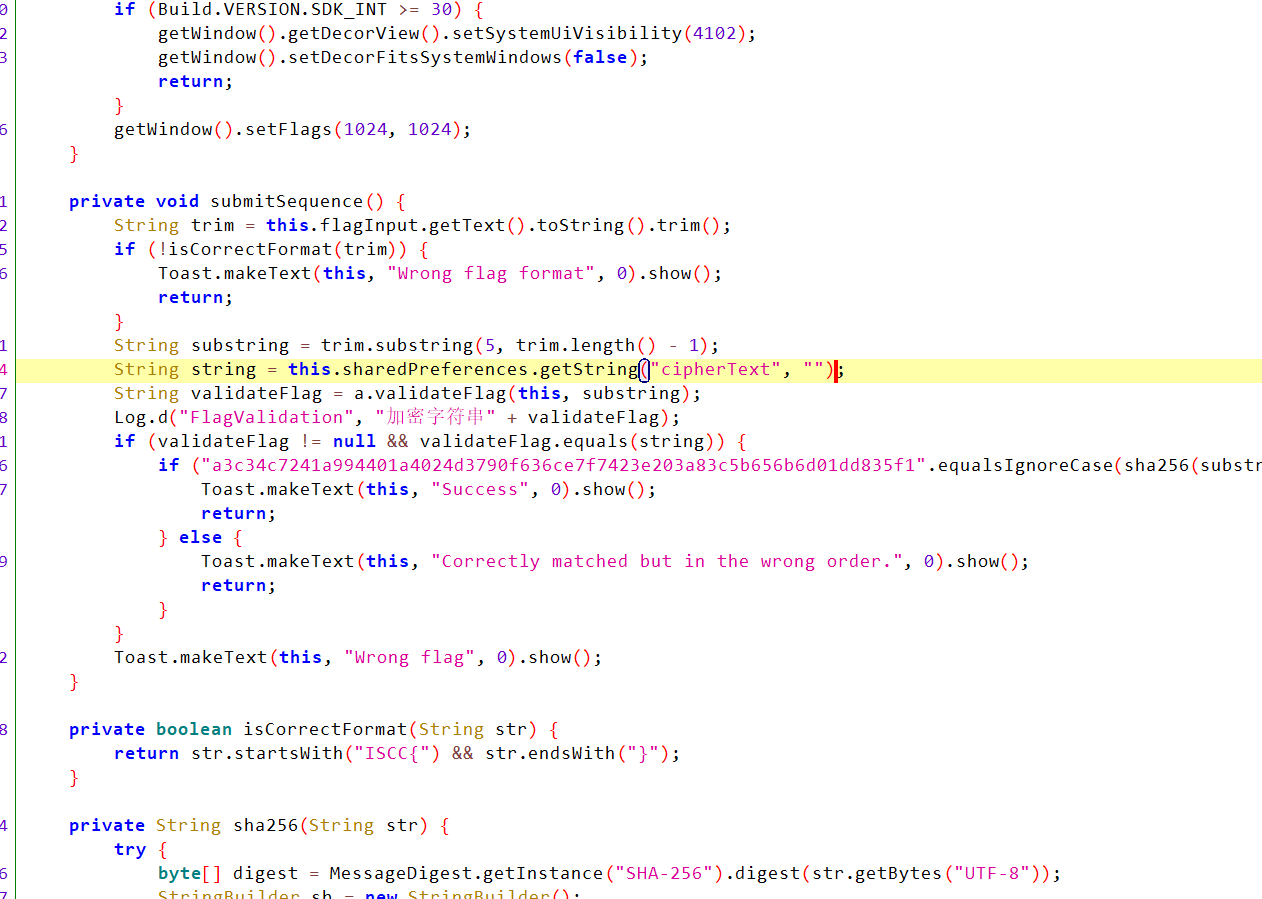 0 if (Build.VERSION.SDK_INT >= 30) {
2 getWindow().getDecorView().setSystemUiVisibility(4102);
3 getWindow().setDecorFitsSystemWindows(false);
return;
}
6 getWindow().setFlags(1024, 1024);
}
1 private void submitSequence() {
2 String trim = this.flagInput.getText().toString().trim();
5 if (!isCorrectFormat(trim)) {
6 Toast.makeText(this, "Wrong flag format", 0).show();
return;
}
1 String substring = trim.substring(5, trim.length() - 1);
4 String string = this.sharedPreferences.getString("cipherText", "");
7 String validateFlag = a.validateFlag(this, substring);
8 Log.d("FlagValidation", "加密字符串" + validateFlag);
1 if (validateFlag != null && validateFlag.equals(string)) {
6 if ("a3c34c7241a994401a4024d3790f636ce7f7423e203a83c5b656b6d01dd835f1".equalsIgnoreCase(sha256(substr
7 Toast.makeText(this, "Success", 0).show();
return;
} else {
9 Toast.makeText(this, "Correctly matched but in the wrong order.", 0).show();
return;
}
}
2 Toast.makeText(this, "Wrong flag", 0).show();
}
8 private boolean isCorrectFormat(String str) {
return str.startsWith("ISCC{") && str.endsWith("}");
}
4 private String sha256(String str) {
try {
6 byte[] digest = MessageDigest.getInstance("SHA-256").digest(str.getBytes("UTF-8"));
7 StringBuilder sb = new StringBuilder();